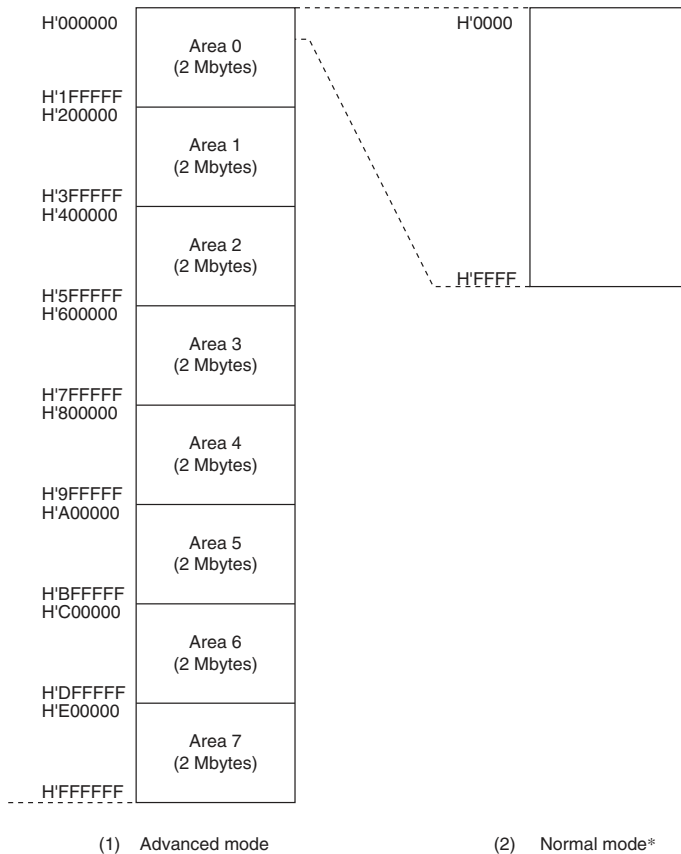 H'000000
Area 0
(2 Mbytes)
H'1FFFFF
H'200000
Area 1
(2 Mbytes)
H'3FFFFF
H'400000
Area 2
(2 Mbytes)
H'5FFFFF
H'600000
Area 3
(2 Mbytes)
H'7FFFFF
H'800000
Area 4
(2 Mbytes)
H'9FFFFF
H'A00000
Area 5
(2 Mbytes)
H'BFFFFF
H'C00000
Area 6
(2 Mbytes)
H'DFFFFF
H'E00000
Area 7
(2 Mbytes)
H'FFFFFF
(1) Advanced mode
H'0000
H'FFFF
(2) Normal mode*